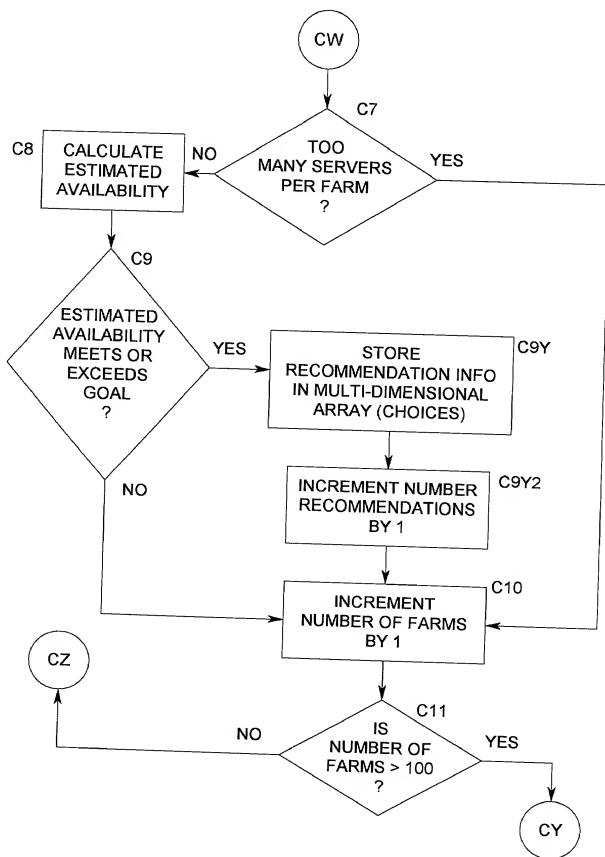 CW
C7
TOO
MANY SERVERS
PER FARM
?
NO
YES
C8
CALCULATE
ESTIMATED
AVAILABILITY
C9
ESTIMATED
AVAILABILITY
MEETS OR
EXCEEDS
GOAL
?
YES
NO
C9Y
STORE
RECOMMENDATION INFO
IN MULTI-DIMENSIONAL
ARRAY (CHOICES)
C9Y2
INCREMENT NUMBER
RECOMMENDATIONS
BY 1
C10
INCREMENT
NUMBER OF FARMS
BY 1
CZ
C11
IS
NUMBER OF
FARMS > 100
?
NO
YES
CY